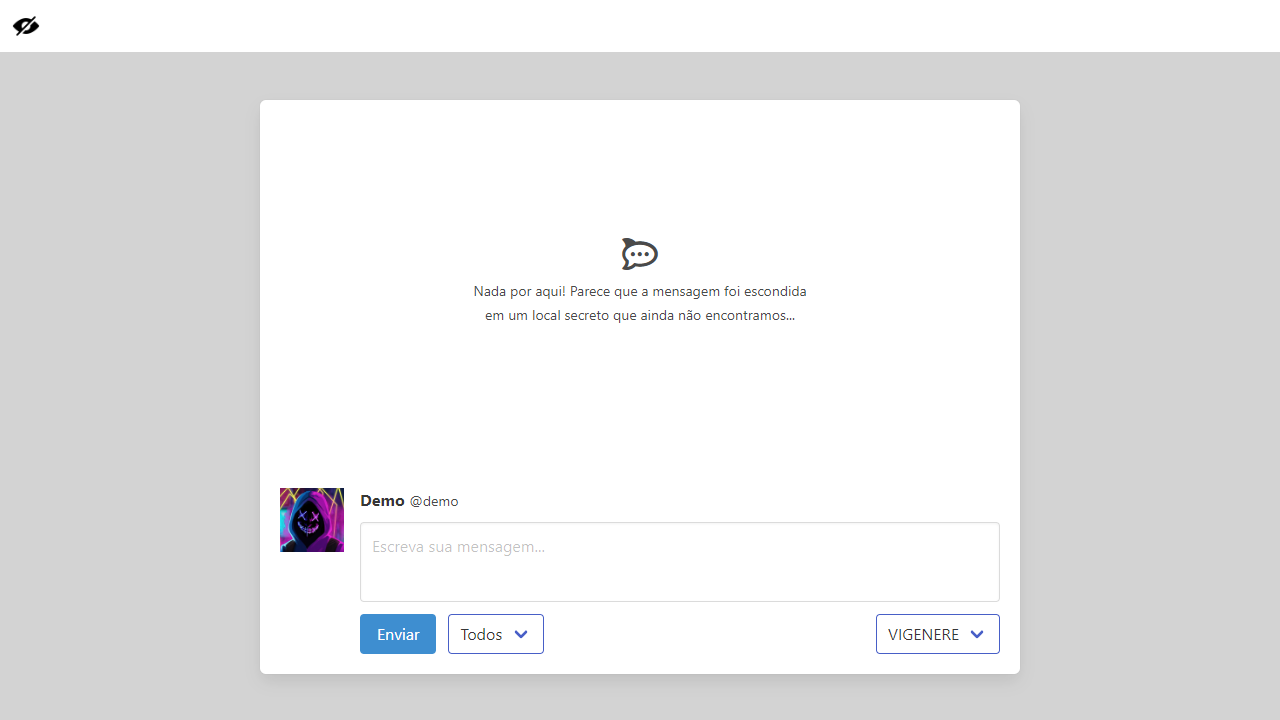 Nada por aqui! Parece que a mensagem foi escondida
em um local secreto que ainda não encontramos...
Demo @demo
Escreva sua mensagem...
Enviar
Todos
VIGENERE